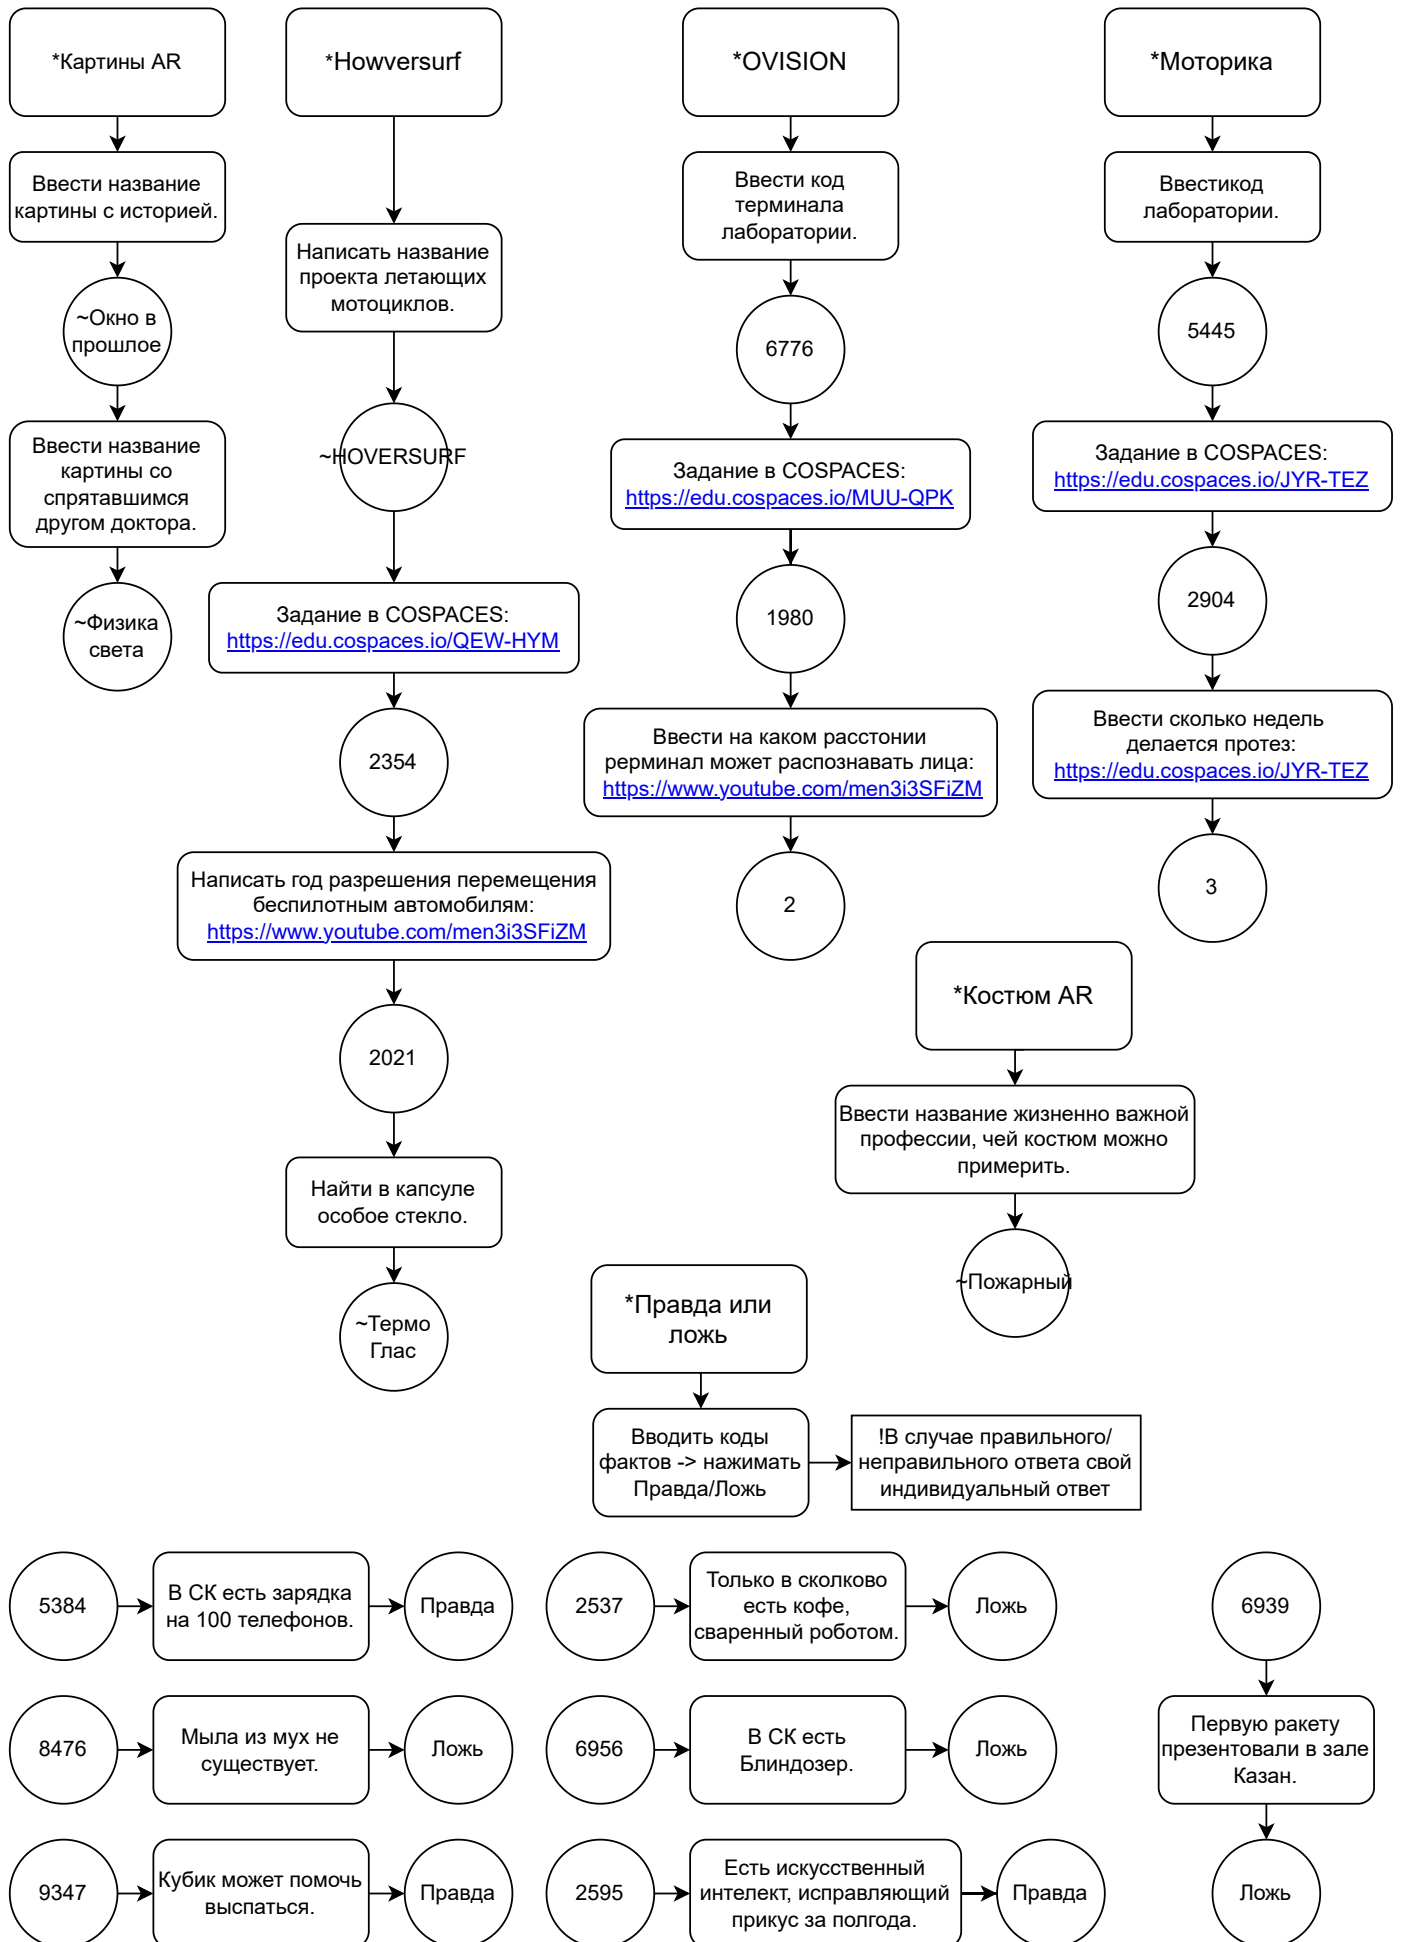 *Картины AR
Ввести название
картины с историей.
~Окно в
прошлое
Ввести название
картины со
спрятавшимся
другом доктора.
~Физика
света
*Howversurf
Написать название
проекта летающих
мотоциклов.
~HOVERSURF
Задание в COSPACES:
https://edu.cospaces.io/QEW-HYM
2354
Написать год разрешения перемещения
беспилотным автомобилям:
https://www.youtube.com/men3i3SFiZM
2021
Найти в капсуле
особое стекло.
~Термо
Глас
*OVISION
Ввести код
терминала
лаборатории.
6776
Задание в COSPACES:
https://edu.cospaces.io/MUU-QPK
1980
Ввести на каком расстонии
рерминал может распознавать лица:
https://www.youtube.com/men3i3SFiZM
2
*Моторика
Ввестикод
лаборатории.
5445
Задание в COSPACES:
https://edu.cospaces.io/JYR-TEZ
2904
Ввести сколько недель
делается протез:
https://edu.cospaces.io/JYR-TEZ
3
*Костюм AR
Ввести название жизненно важной
профессии, чей костюм можно
примерить.
~Пожарный
*Правда или
ложь
Вводить коды
фактов -> нажимать
Правда/Ложь
!В случае правильного/
неправильного ответа свой
индивидуальный ответ
5384
В СК есть зарядка
на 100 телефонов.
Правда
2537
Только в сколково
есть кофе,
сваренный роботом.
Ложь
6939
Первую ракету
презентовали в зале
Казан.
Ложь
8476
Мыла из мух не
существует.
Ложь
6956
В СК есть
Блиндозер.
Ложь
9347
Кубик может помочь
выспаться.
Правда
2595
Есть искусственный
интелект, исправляющий
прикус за полгода.
Правда